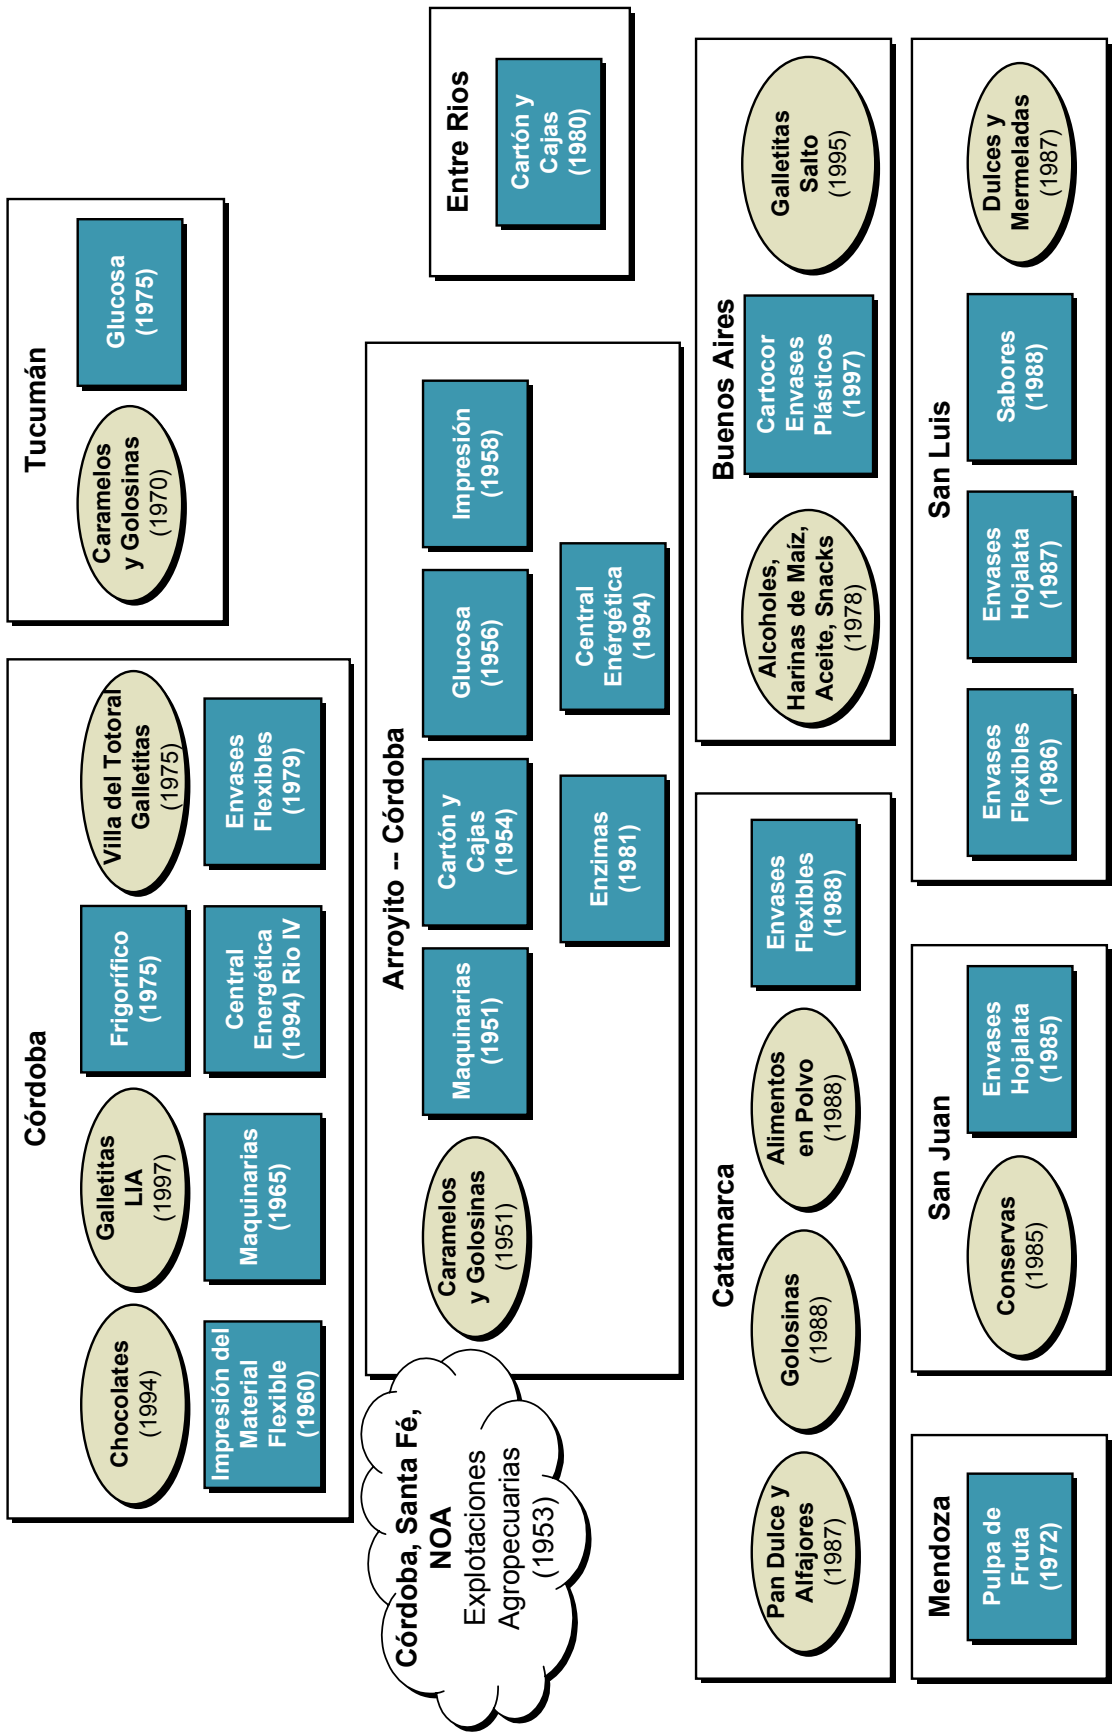 Córdoba
Chocolates
(1994)
Galletitas
LIA
(1997)
Frigorífico
(1975)
Villa del Totoral
Galletitas
(1975)
Impresión del
Material
Flexible
(1960)
Maquinarias
(1965)
Central
Energética
(1994) Rio IV
Envases
Flexibles
(1979)
Tucumán
Caramelos
y Golosinas
(1970)
Glucosa
(1975)
Córdoba, Santa Fé,
NOA
Explotaciones
Agropecuarias
(1953)
Arroyito -- Córdoba
Caramelos
y Golosinas
(1951)
Maquinarias
(1951)
Cartón y
Cajas
(1954)
Glucosa
(1956)
Impresión
(1958)
Enzimas
(1981)
Central
Enérgética
(1994)
Entre Rios
Cartón y
Cajas
(1980)
Catamarca
Pan Dulce y
Alfajores
(1987)
Golosinas
(1988)
Alimentos
en Polvo
(1988)
Envases
Flexibles
(1988)
Buenos Aires
Alcoholes,
Harinas de Maíz,
Aceite, Snacks
(1978)
Cartocor
Envases
Plásticos
(1997)
Galletitas
Salto
(1995)
Mendoza
Pulpa de
Fruta
(1972)
San Juan
Conservas
(1985)
Envases
Hojalata
(1985)
San Luis
Envases
Flexibles
(1986)
Envases
Hojalata
(1987)
Sabores
(1988)
Dulces y
Mermeladas
(1987)